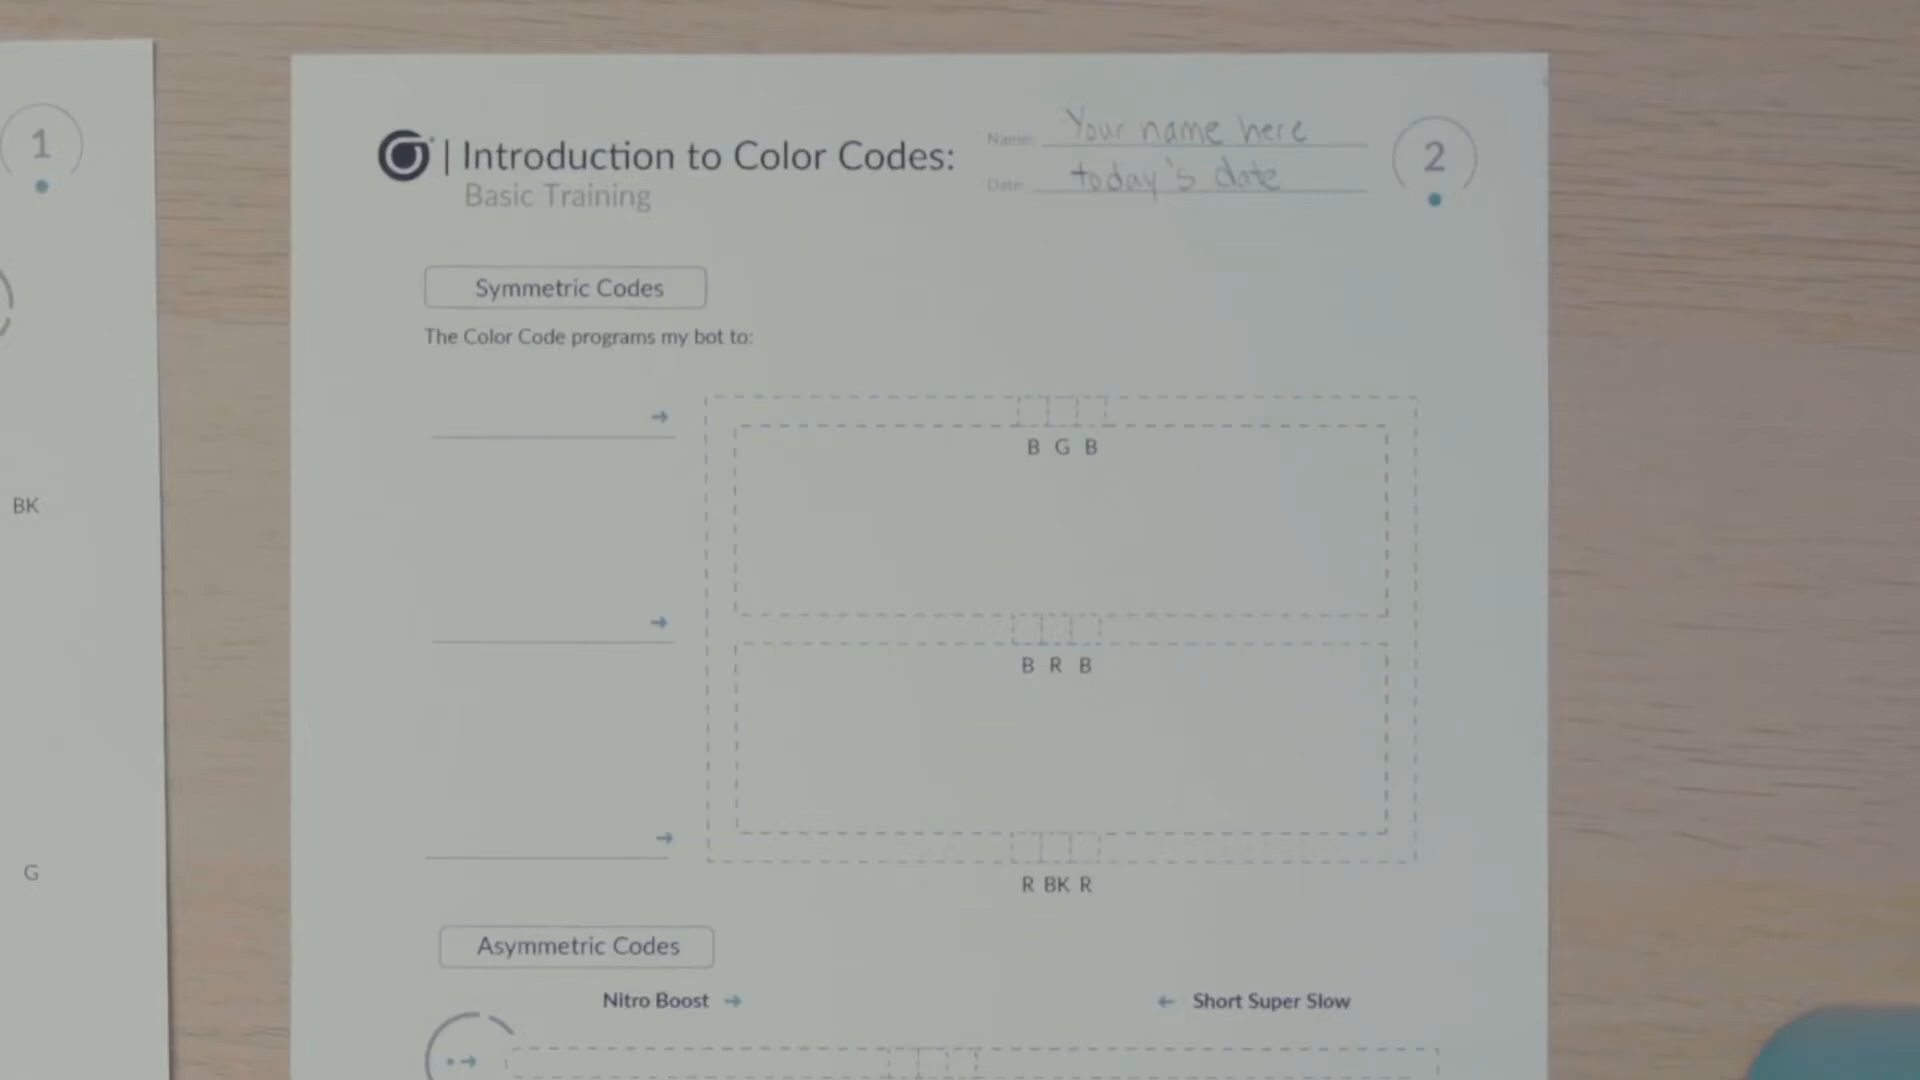 1
BK
G
Introduction to Color Codes:
Basic Training
Name: Your name here
Date: today's date
2
Symmetric Codes
The Color Code programs my bot to:
B G B
B R B
R BK R
Asymmetric Codes
Nitro Boost
Short Super Slow